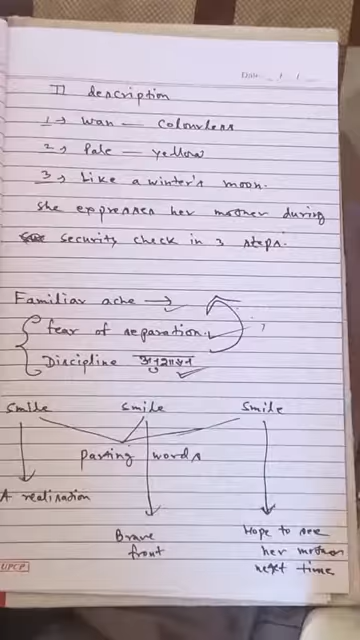 Date: / /
II description
1 → Wan — Colourless
2 → Pale — yellow
3 → Like a winter's moon.
She expresses her mother during
security check in 3 steps.
Familiar ache →
fear of separation.
Discipline अनुशासन
Smile Smile Smile
parting words
A realisation
Brave
front
Hope to see
her mother
next time
UPCP